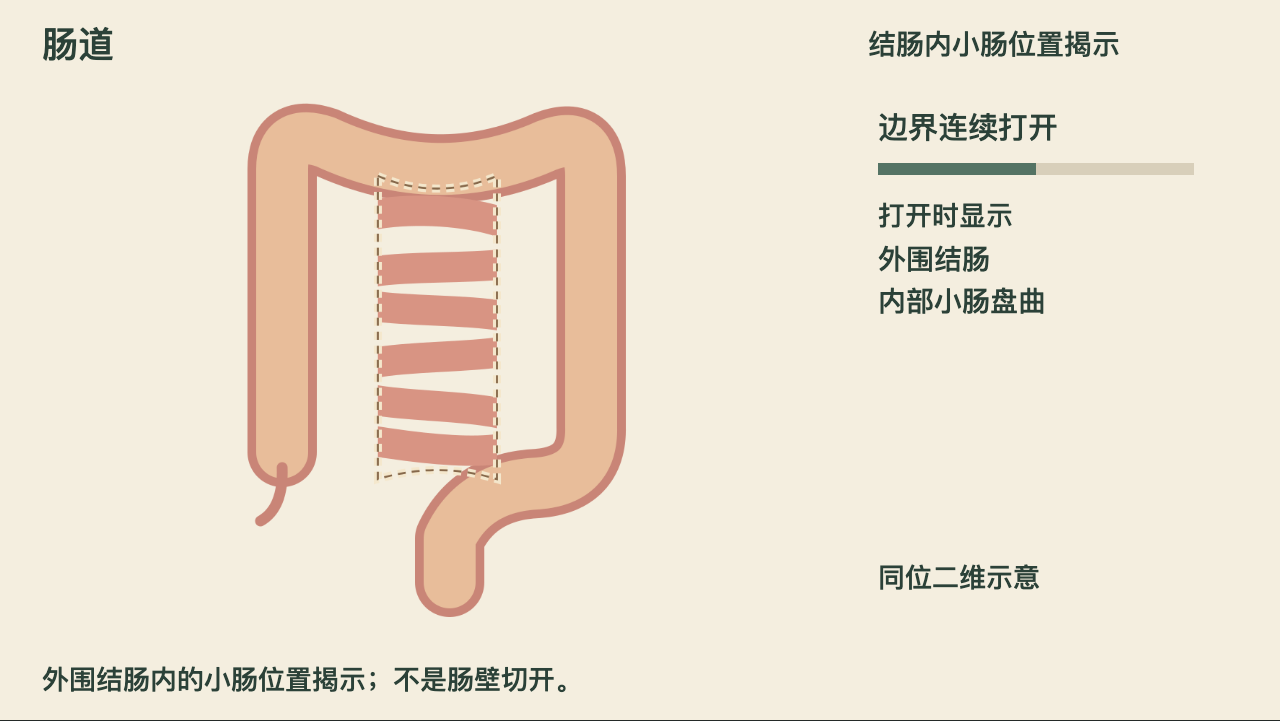 肠道
结肠内小肠位置揭示
边界连续打开
打开时显示
外围结肠
内部小肠盘曲
同位二维示意
外围结肠内的小肠位置揭示；不是肠壁切开。